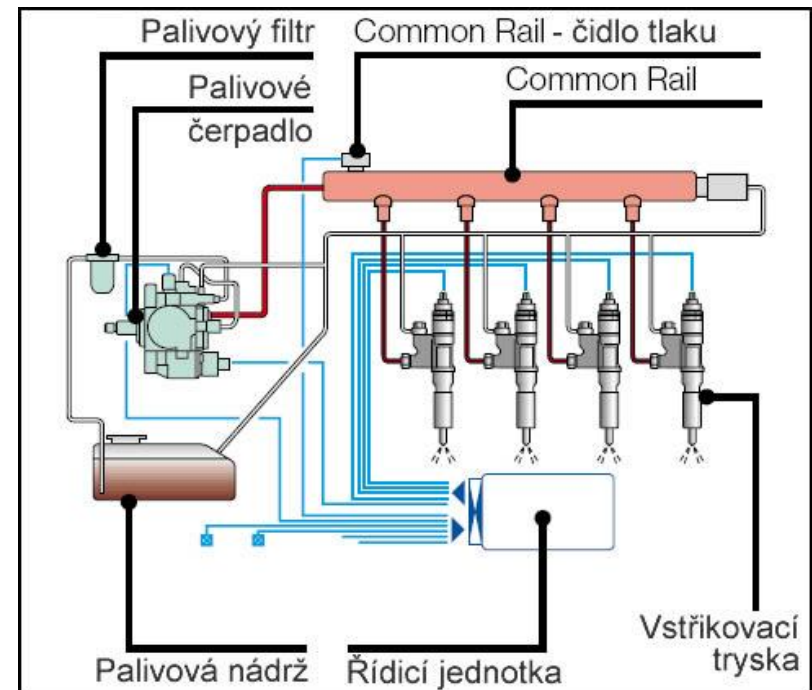 Palivový filtr
Common Rail - čidlo tlaku
Palivové
čerpadlo
Common Rail
Vstřikovací
tryska
Palivová nádrž
Řídicí jednotka